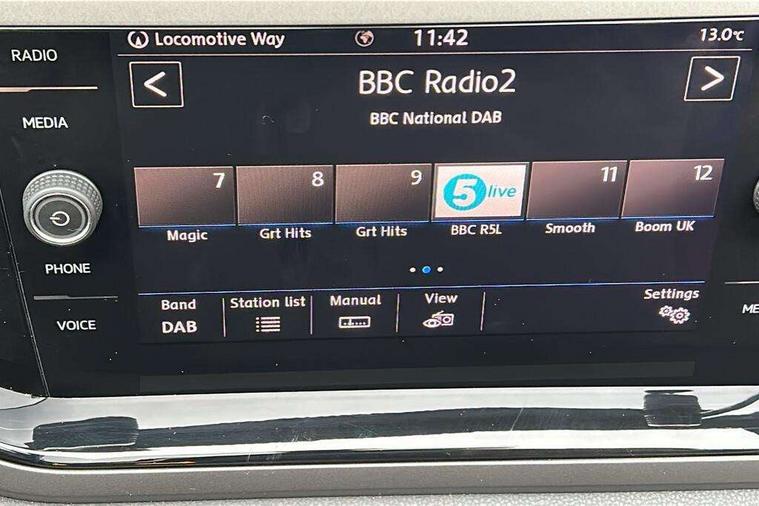 RADIO
MEDIA
PHONE
VOICE
Locomotive Way 11:42 13.0°C
BBC Radio2
BBC National DAB
7 8 9 5 live 11 12
Magic Grt Hits Grt Hits BBC R5L Smooth Boom UK
Band Station list Manual View Settings
DAB
ME